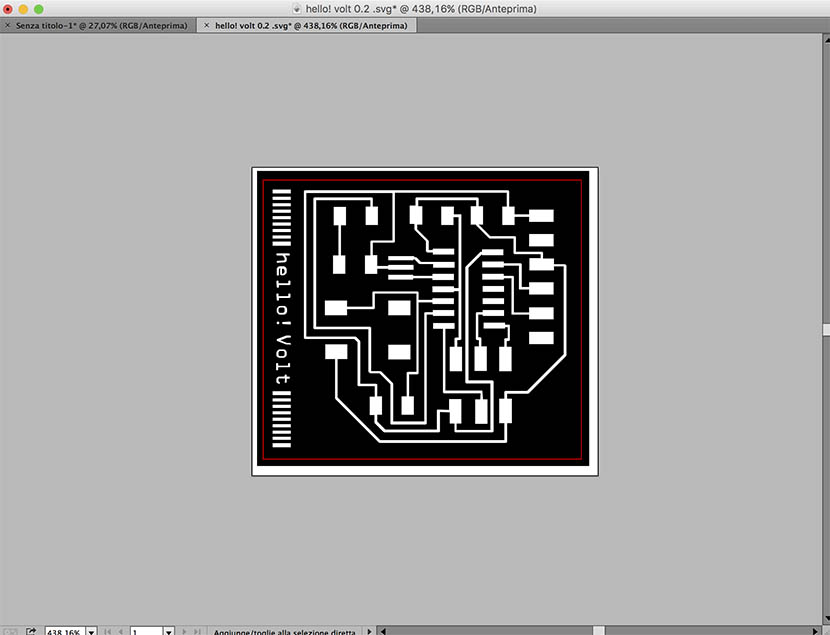 hello! volt 0.2 .svg* @ 438,16% (RGB/Anteprima)
× Senza titolo-1* @ 27,07% (RGB/Anteprima)
× hello! volt 0.2 .svg* @ 438,16% (RGB/Anteprima)
hello! Volt
438,16%
1
Aggiunge/toglie alla selezione diretta